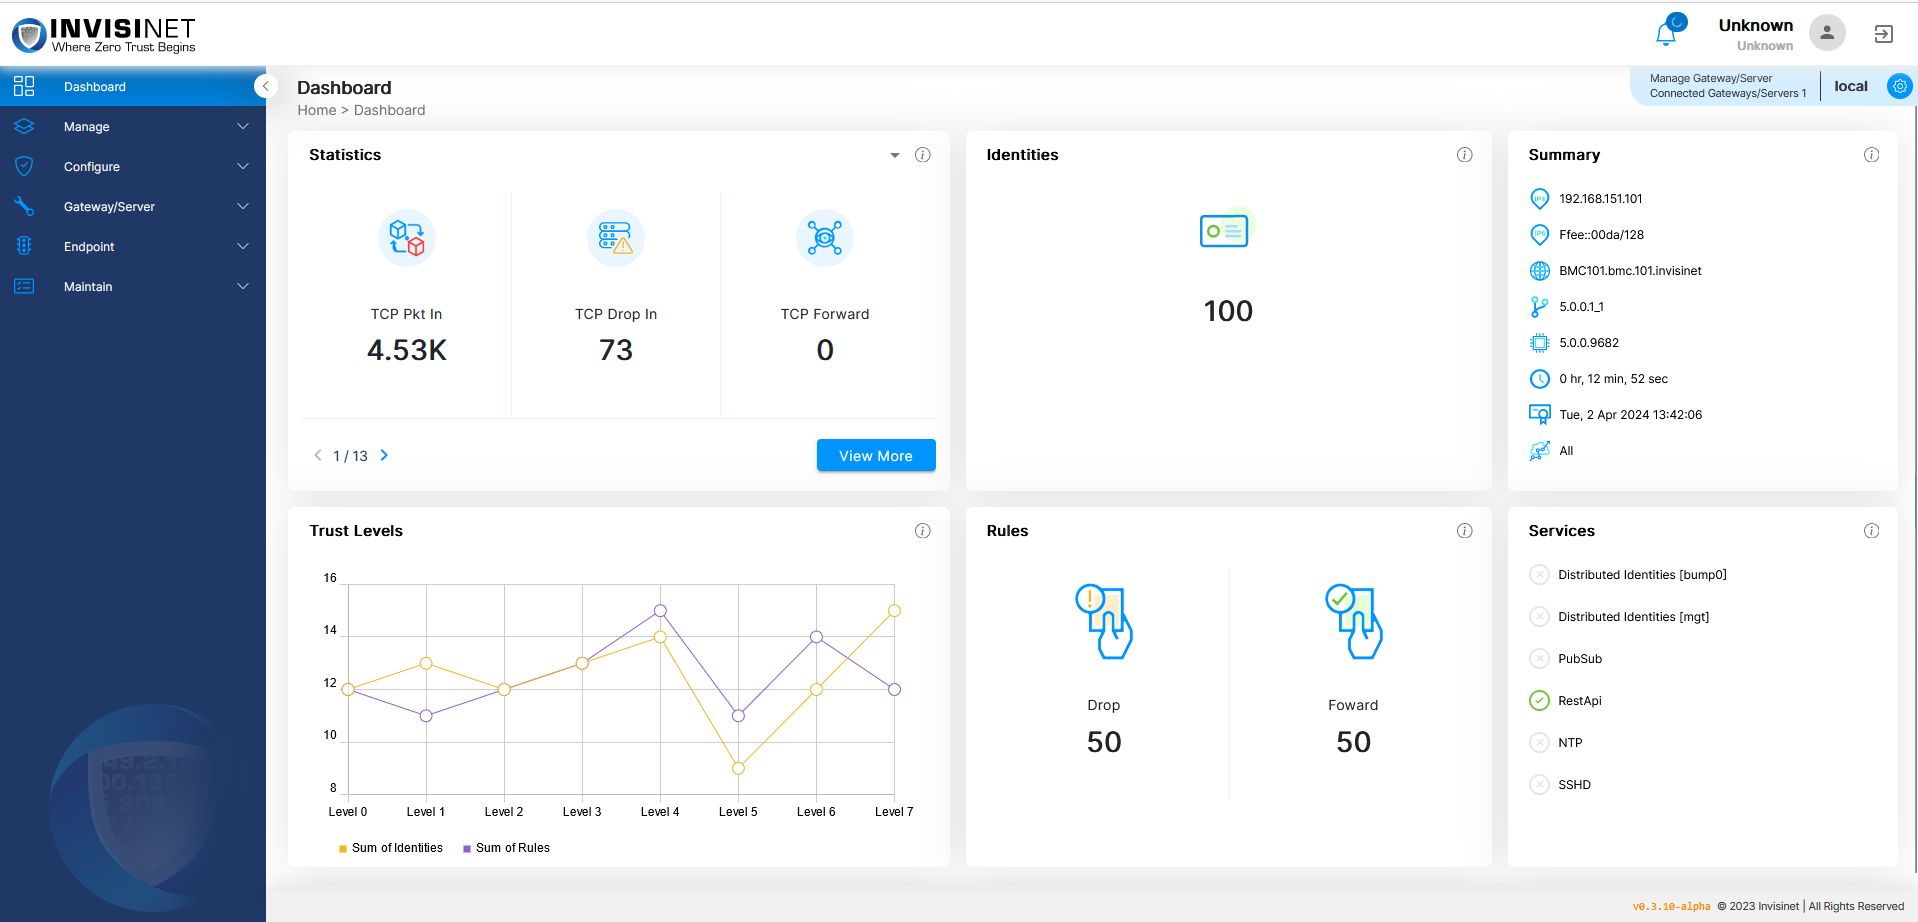 INVISINET
Where Zero Trust Begins
Unknown
Unknown
Dashboard
Manage
Configure
Gateway/Server
Endpoint
Maintain
Dashboard
Home > Dashboard
Manage Gateway/Server
Connected Gateways/Servers 1
local
Statistics
TCP Pkt In
4.53K
TCP Drop In
73
TCP Forward
0
1 / 13
View More
Identities
100
Summary
IP4
192.168.151.101
IP6
Ffee::00da/128
BMC101.bmc.101.invisinet
5.0.0.1_1
5.0.0.9682
0 hr, 12 min, 52 sec
Tue, 2 Apr 2024 13:42:06
All
Trust Levels
16
14
12
10
8
Level 0
Level 1
Level 2
Level 3
Level 4
Level 5
Level 6
Level 7
Sum of Identities
Sum of Rules
Rules
Drop
50
Foward
50
Services
Distributed Identities [bump0]
Distributed Identities [mgt]
PubSub
RestApi
NTP
SSHD
v0.3.10-alpha © 2023 Invisinet | All Rights Reserved